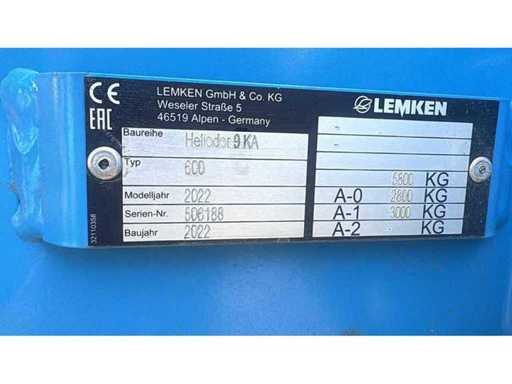 CE
EAC
LEMKEN GmbH & Co. KG
Weseler Straße 5
46519 Alpen - Germany
LEMKEN
Baureihe Heliodor 9 KA
Typ 600
Modelljahr 2022
Serien-Nr. 506188
Baujahr 2022
5800 KG
A-0 2800 KG
A-1 3000 KG
A-2 KG
32110358